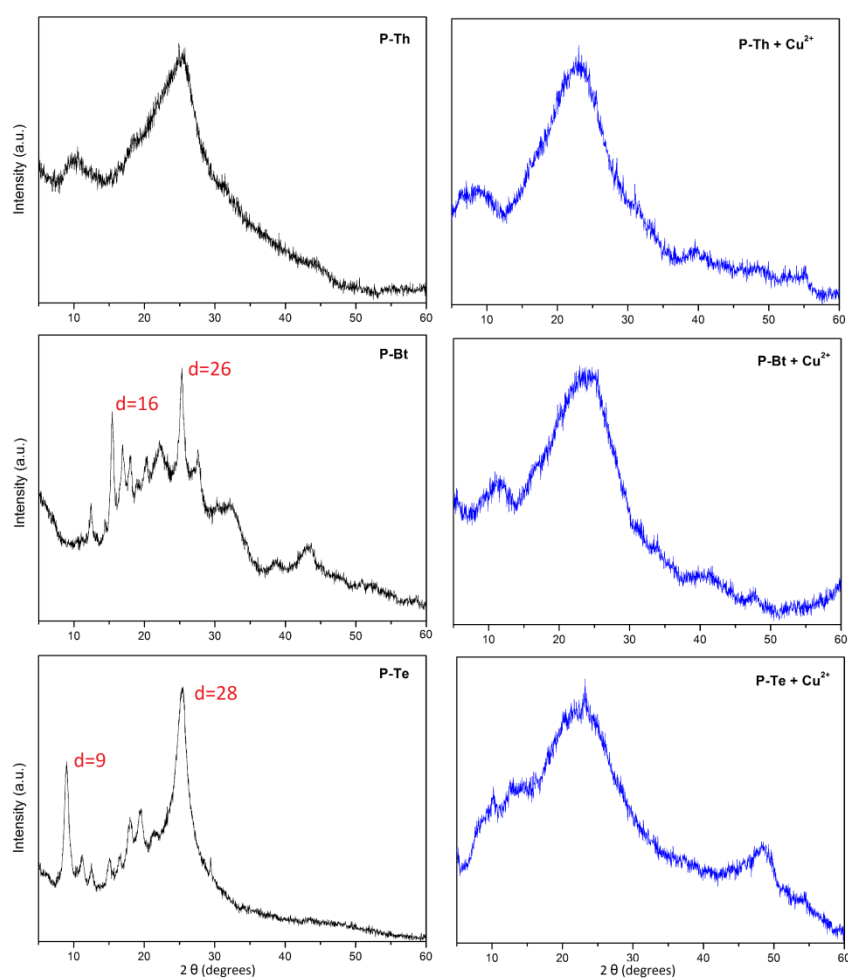 P-Th
Intensity (a.u.)
10 20 30 40 50 60
P-Th + Cu²⁺
10 20 30 40 50 60
P-Bt
d=26
d=16
Intensity (a.u.)
10 20 30 40 50 60
P-Bt + Cu²⁺
10 20 30 40 50 60
P-Te
d=28
d=9
Intensity (a.u.)
10 20 30 40 50 60
2 θ (degrees)
P-Te + Cu²⁺
10 20 30 40 50 60
2 θ (degrees)